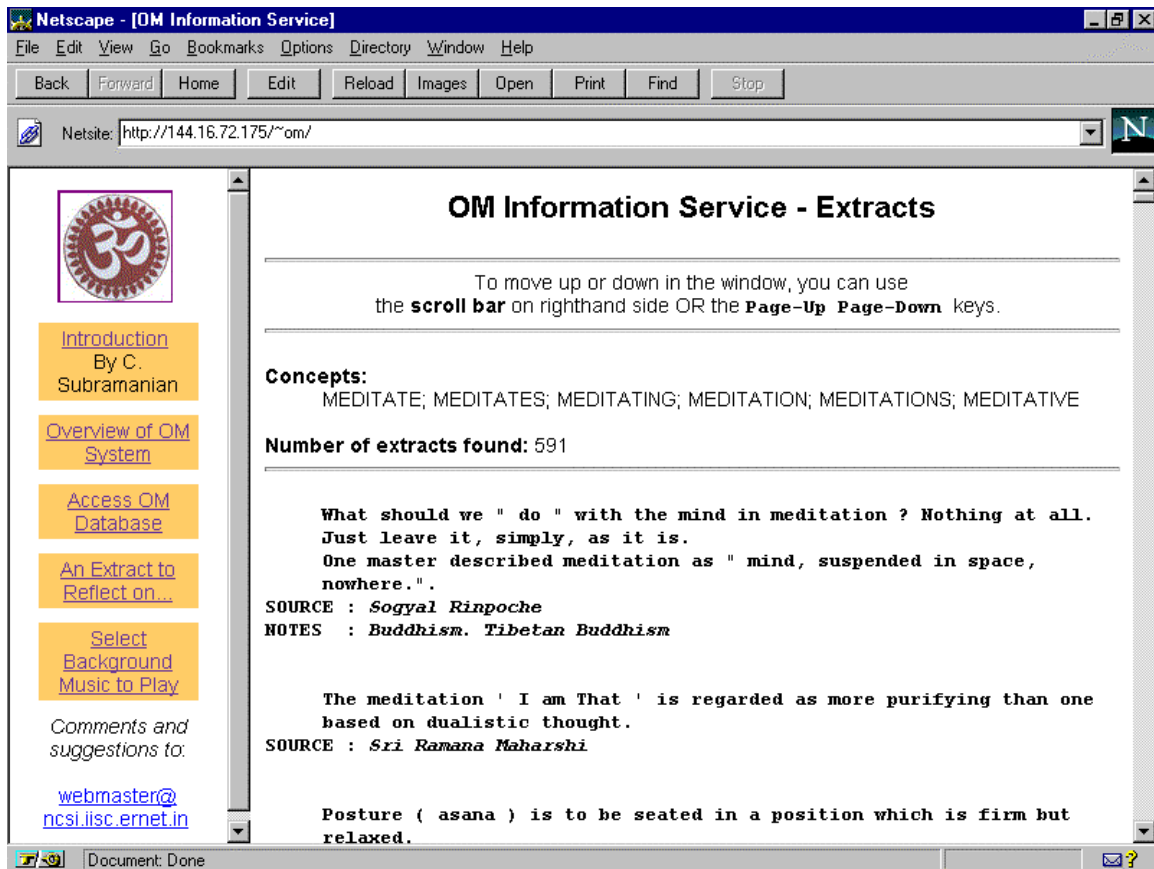 Netscape - [OM Information Service]
File Edit View Go Bookmarks Options Directory Window Help
Back Forward Home Edit Reload Images Open Print Find Stop
Netsite: http://144.16.72.175/~om/
N
ॐ
Introduction
By C.
Subramanian
Overview of OM
System
Access OM
Database
An Extract to
Reflect on...
Select
Background
Music to Play
Comments and
suggestions to:
webmaster@
ncsi.iisc.ernet.in
OM Information Service - Extracts
To move up or down in the window, you can use
the scroll bar on righthand side OR the Page-Up Page-Down keys.
Concepts:
MEDITATE; MEDITATES; MEDITATING; MEDITATION; MEDITATIONS; MEDITATIVE
Number of extracts found: 591
What should we " do " with the mind in meditation ? Nothing at all.
Just leave it, simply, as it is.
One master described meditation as " mind, suspended in space,
nowhere.".
SOURCE : Sogyal Rinpoche
NOTES : Buddhism. Tibetan Buddhism
The meditation ' I am That ' is regarded as more purifying than one
based on dualistic thought.
SOURCE : Sri Ramana Maharshi
Posture ( asana ) is to be seated in a position which is firm but
relaxed.
Document: Done
?